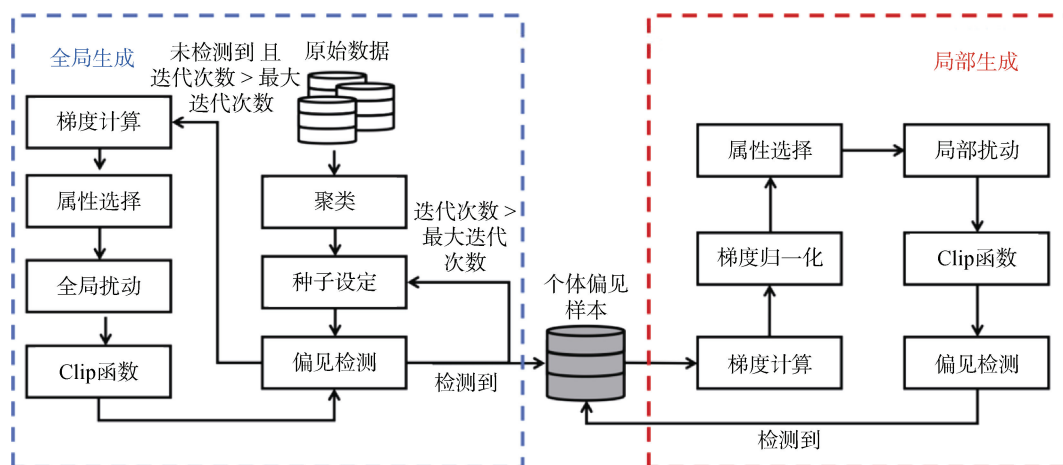 全局生成
未检测到 且
迭代次数 > 最大
迭代次数
原始数据
梯度计算
属性选择
全局扰动
Clip函数
聚类
种子设定
偏见检测
迭代次数 >
最大迭代
次数
检测到
个体偏见
样本
局部生成
属性选择
局部扰动
梯度归一化
Clip函数
梯度计算
偏见检测
检测到